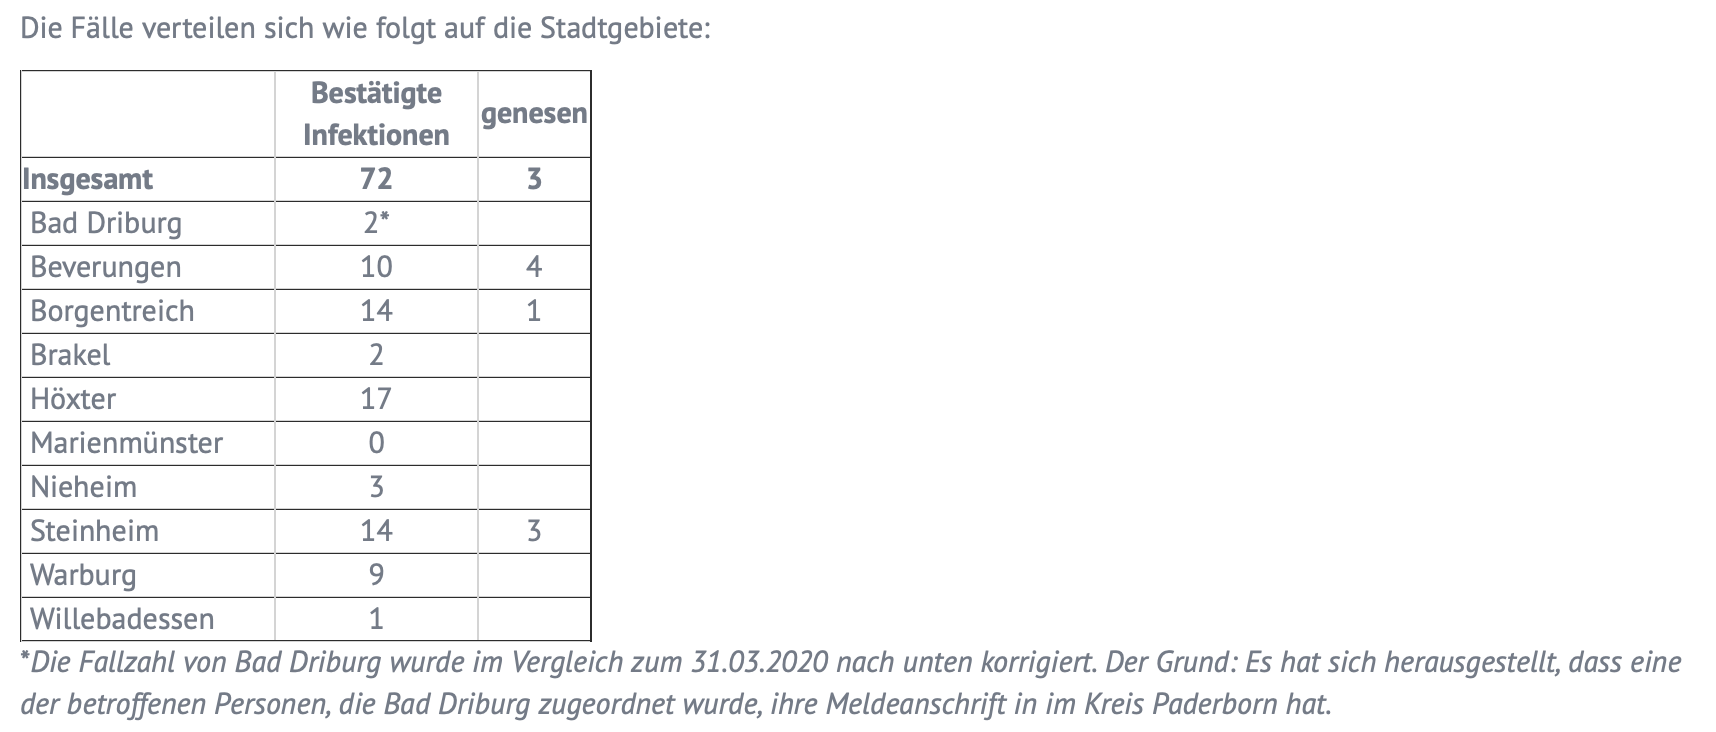 Die Fälle verteilen sich wie folgt auf die Stadtgebiete:
Bestätigte Infektionen genesen
Insgesamt 72 3
Bad Driburg 2*
Beverungen 10 4
Borgentreich 14 1
Brakel 2
Höxter 17
Marienmünster 0
Nieheim 3
Steinheim 14 3
Warburg 9
Willebadessen 1
*Die Fallzahl von Bad Driburg wurde im Vergleich zum 31.03.2020 nach unten korrigiert. Der Grund: Es hat sich herausgestellt, dass eine
der betroffenen Personen, die Bad Driburg zugeordnet wurde, ihre Meldeanschrift in im Kreis Paderborn hat.